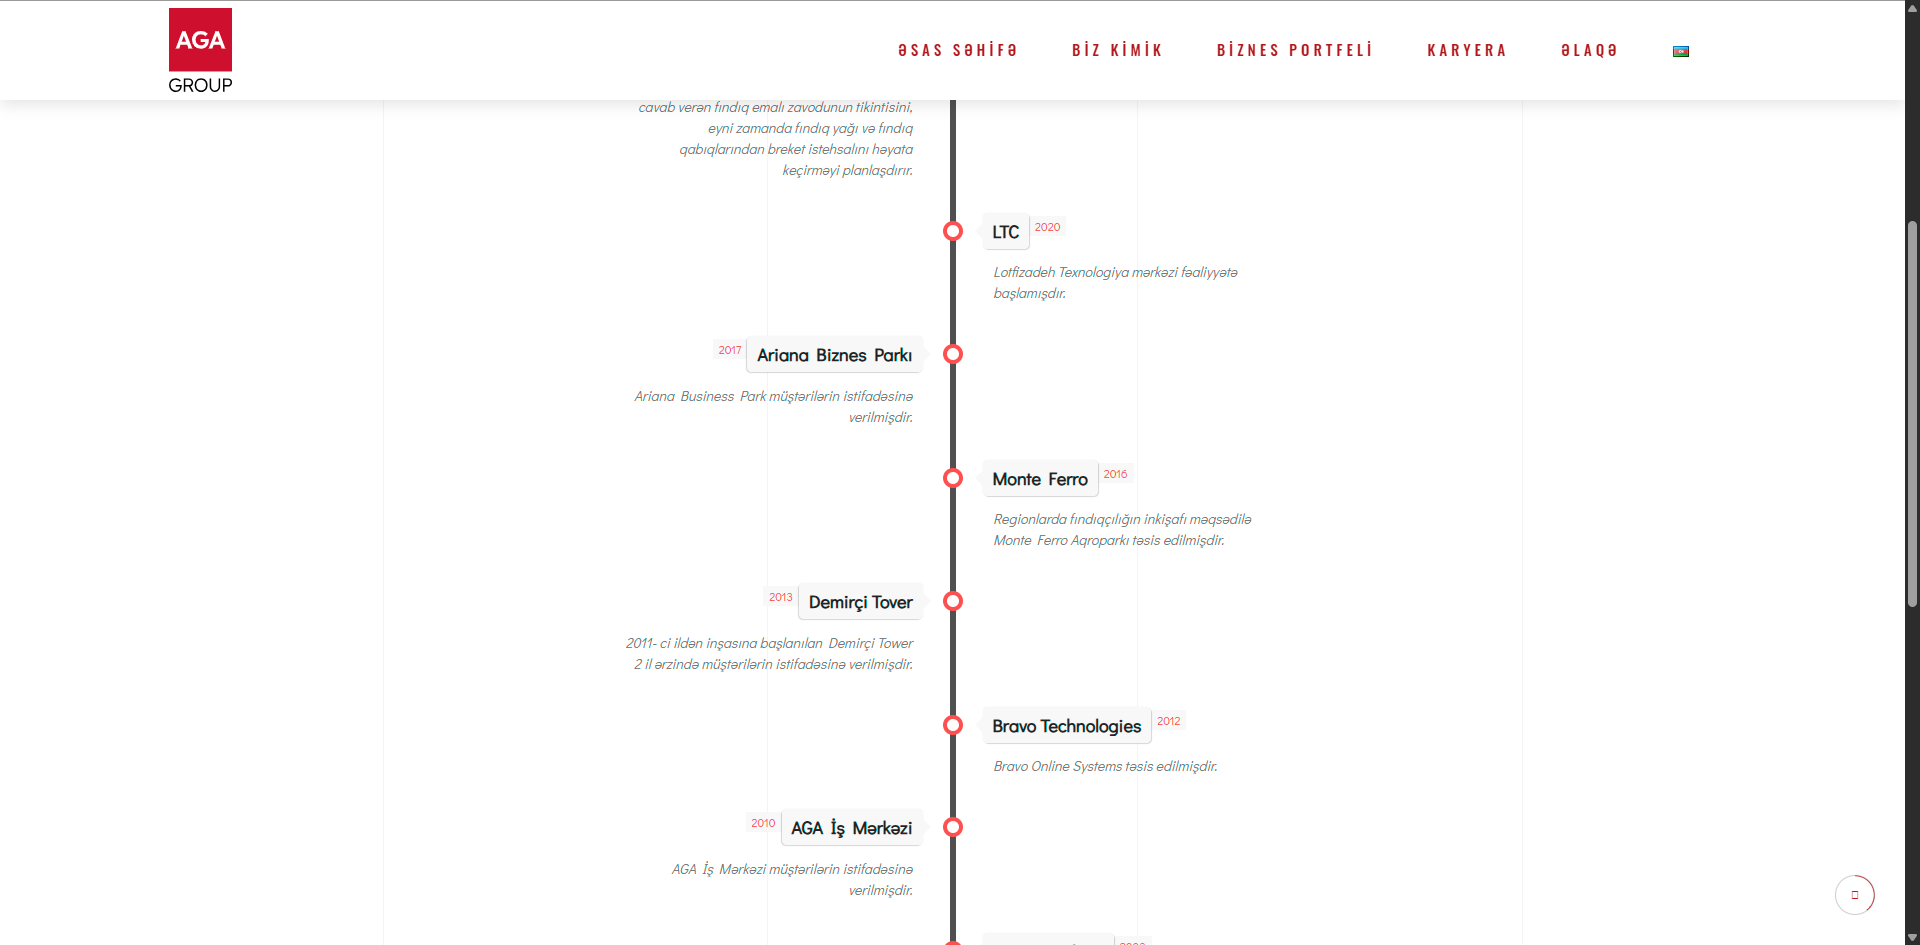 AGA
GROUP
ƏSAS SƏHİFƏ
BİZ KİMİK
BİZNES PORTFELİ
KARYERA
ƏLAQƏ
cavab verən fındıq emalı zavodunun tikintisini,
eyni zamanda fındıq yağı və fındıq
qabıqlarından breket istehsalını həyata
keçirməyi planlaşdırır.
LTC
2020
Lotfizadeh Texnologiya mərkəzi fəaliyyətə
başlamışdır.
2017
Ariana Biznes Parkı
Ariana Business Park müştərilərin istifadəsinə
verilmişdir.
Monte Ferro
2016
Regionlarda fındıqçılığın inkişafı məqsədilə
Monte Ferro Aqroparkı təsis edilmişdir.
2013
Demirçi Tover
2011- ci ildən inşasına başlanılan Demirçi Tower
2 il ərzində müştərilərin istifadəsinə verilmişdir.
Bravo Technologies
2012
Bravo Online Systems təsis edilmişdir.
2010
AGA İş Mərkəzi
AGA İş Mərkəzi müştərilərin istifadəsinə
verilmişdir.